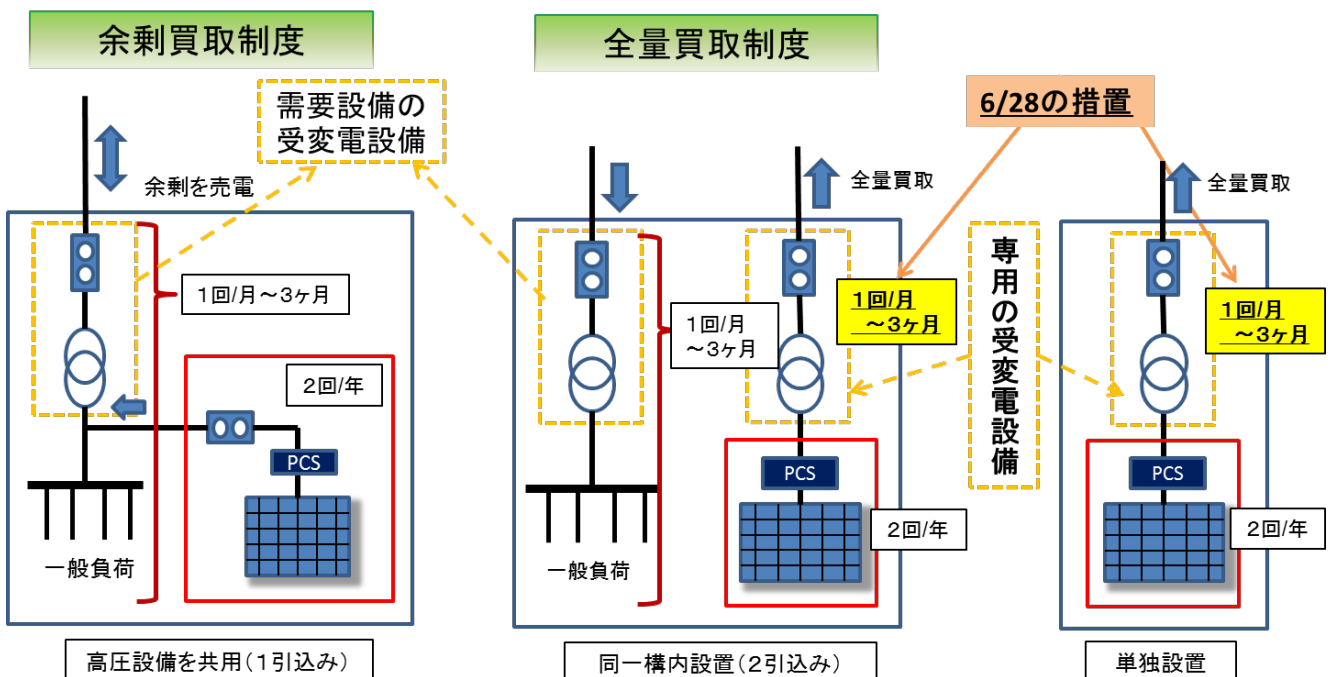 余剰買取制度
全量買取制度
需要設備の
受変電設備
6/28の措置
余剰を売電
全量買取
全量買取
1回/月～3ヶ月
1回/月
～3ヶ月
1回/月
～3ヶ月
1回/月
～3ヶ月
専用の受変電設備
2回/年
PCS
PCS
PCS
2回/年
2回/年
一般負荷
一般負荷
高圧設備を共用（１引込み）
同一構内設置（２引込み）
単独設置